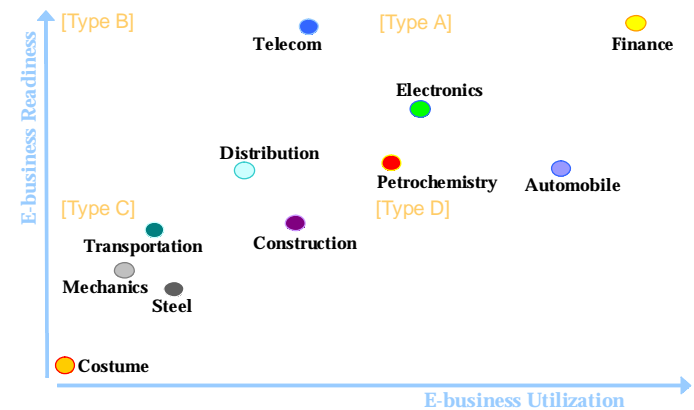 [Type B]
[Type A]
Telecom
Finance
Electronics
E-business Readiness
Distribution
Petrochemistry
Automobile
[Type C]
[Type D]
Transportation
Construction
Mechanics
Steel
Costume
E-business Utilization